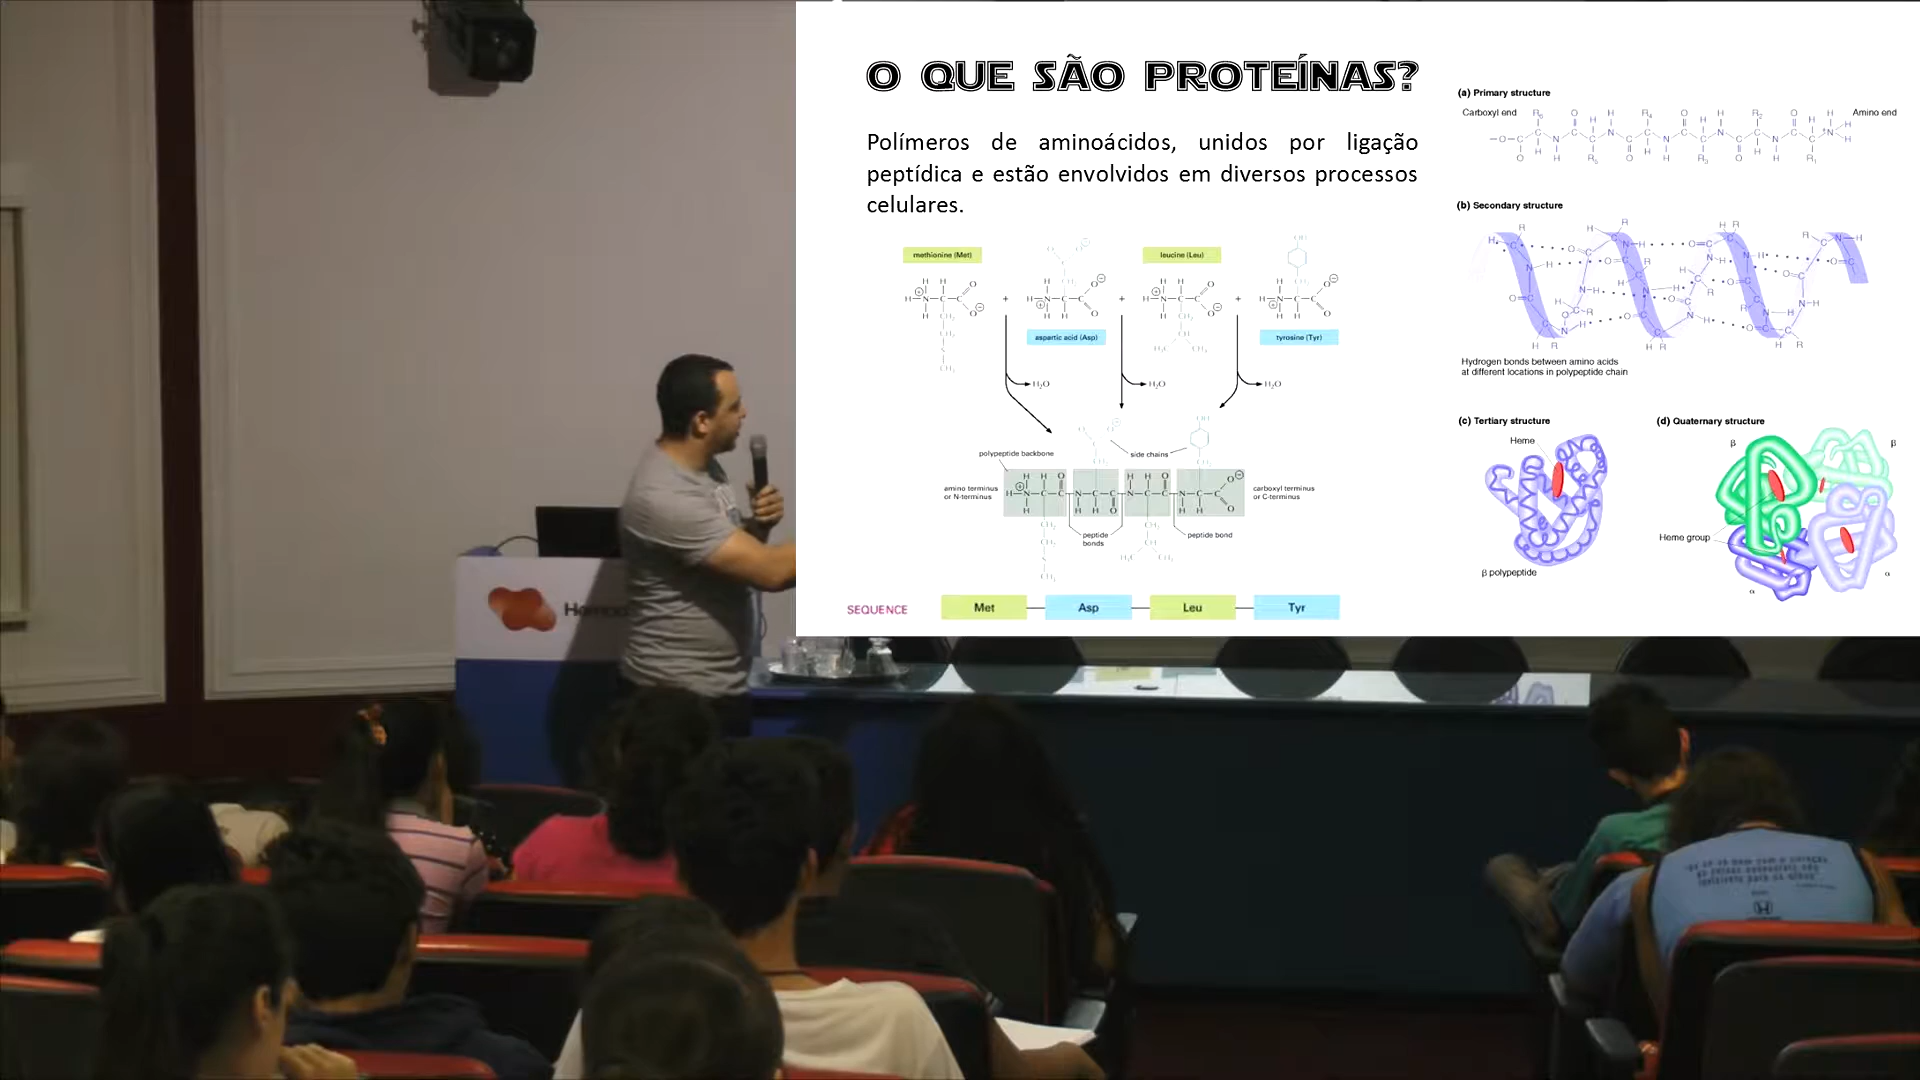 O QUE SÃO PROTEÍNAS?
Polímeros de aminoácidos, unidos por ligação
peptídica e estão envolvidos em diversos processos
celulares.
methionine (Met)
leucine (Leu)
aspartic acid (Asp)
tyrosine (Tyr)
H₂O
H₂O
H₂O
polypeptide backbone
side chains
amino terminus
or N-terminus
carboxyl terminus
or C-terminus
peptide
bonds
peptide bond
SEQUENCE
Met
Asp
Leu
Tyr
(a) Primary structure
Carboxyl end
Amino end
(b) Secondary structure
Hydrogen bonds between amino acids
at different locations in polypeptide chain
(c) Tertiary structure
Heme
β polypeptide
(d) Quaternary structure
β
β
Heme group
α
α